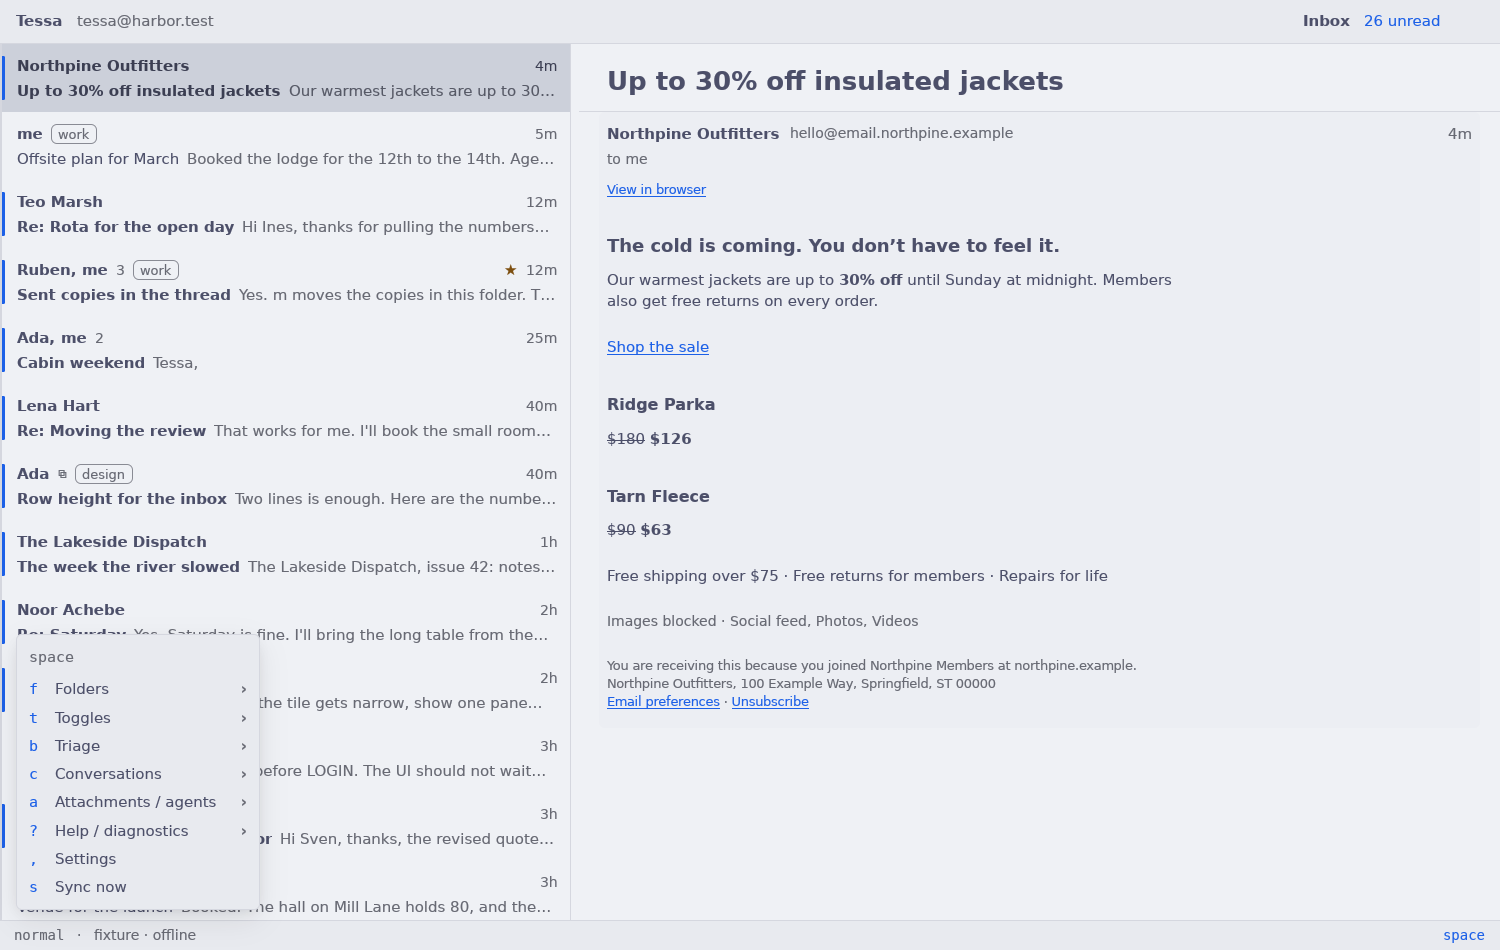 Tessa tessa@harbor.test
Inbox 26 unread
Northpine Outfitters 4m
Up to 30% off insulated jackets Our warmest jackets are up to 30…
me work 5m
Offsite plan for March Booked the lodge for the 12th to the 14th. Age…
Teo Marsh 12m
Re: Rota for the open day Hi Ines, thanks for pulling the numbers…
Ruben, me 3 work ★ 12m
Sent copies in the thread Yes. m moves the copies in this folder. T…
Ada, me 2 25m
Cabin weekend Tessa,
Lena Hart 40m
Re: Moving the review That works for me. I'll book the small room…
Ada design 40m
Row height for the inbox Two lines is enough. Here are the numbe…
The Lakeside Dispatch 1h
The week the river slowed The Lakeside Dispatch, issue 42: notes…
Noor Achebe 2h
Re: Saturday Yes, Saturday is fine. I'll bring the long table from the…
2h
the tile gets narrow, show one pane…
3h
before LOGIN. The UI should not wait…
3h
or Hi Sven, thanks, the revised quote…
3h
Venue for the launch Booked. The hall on Mill Lane holds 80, and the…
space
f Folders ›
t Toggles ›
b Triage ›
c Conversations ›
a Attachments / agents ›
? Help / diagnostics ›
, Settings
s Sync now
Up to 30% off insulated jackets
Northpine Outfitters hello@email.northpine.example 4m
to me
View in browser
The cold is coming. You don’t have to feel it.
Our warmest jackets are up to 30% off until Sunday at midnight. Members
also get free returns on every order.
Shop the sale
Ridge Parka
$180 $126
Tarn Fleece
$90 $63
Free shipping over $75 · Free returns for members · Repairs for life
Images blocked · Social feed, Photos, Videos
You are receiving this because you joined Northpine Members at northpine.example.
Northpine Outfitters, 100 Example Way, Springfield, ST 00000
Email preferences · Unsubscribe
normal · fixture · offline
space